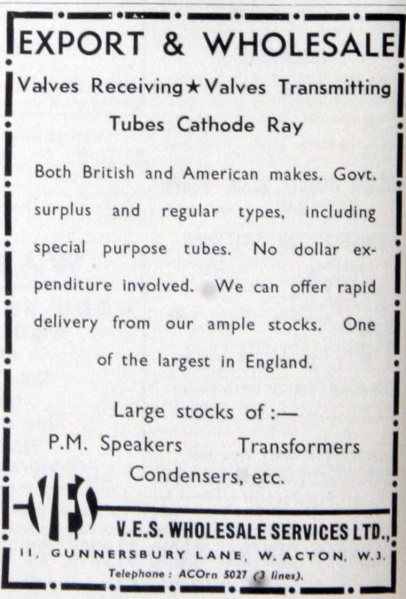 EXPORT & WHOLESALE
Valves Receiving★Valves Transmitting
Tubes Cathode Ray
Both British and American makes. Govt.
surplus and regular types, including
special purpose tubes. No dollar ex-
penditure involved. We can offer rapid
delivery from our ample stocks. One
of the largest in England.
Large stocks of :—
P.M. Speakers Transformers
Condensers, etc.
VES
V.E.S. WHOLESALE SERVICES LTD.,
11, GUNNERSBURY LANE, W. ACTON, W.3.
Telephone : ACOrn 5027 (3 lines).